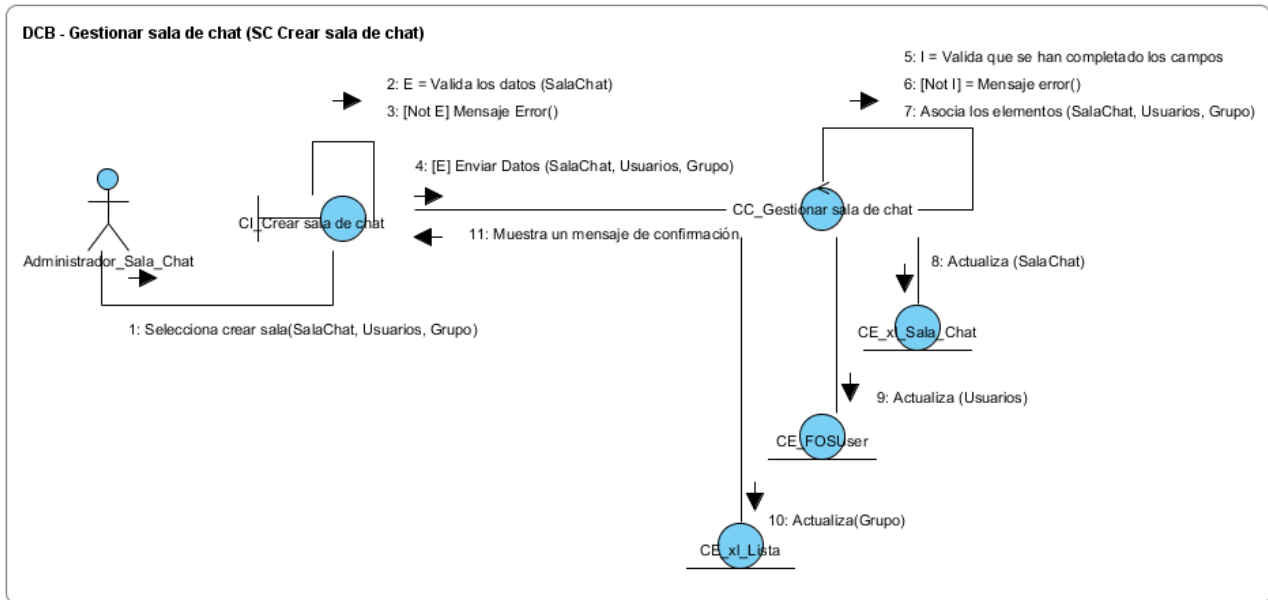 DCB - Gestionar sala de chat (SC Crear sala de chat)
5: I = Valida que se han completado los campos
2: E = Valida los datos (SalaChat)
6: [Not I] = Mensaje error()
3: [Not E] Mensaje Error()
7: Asocia los elementos (SalaChat, Usuarios, Grupo)
4: [E] Enviar Datos (SalaChat, Usuarios, Grupo)
CI_Crear sala de chat
CC_Gestionar sala de chat
11: Muestra un mensaje de confirmación
Administrador_Sala_Chat
8: Actualiza (SalaChat)
1: Selecciona crear sala(SalaChat, Usuarios, Grupo)
CE_xl_Sala_Chat
9: Actualiza (Usuarios)
CE_FOSUser
10: Actualiza(Grupo)
CE_xl_Lista